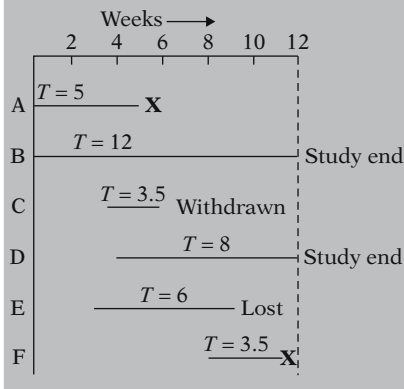 Weeks
2 4 6 8 10 12
T = 5
A X
T = 12
B Study end
T = 3.5
C Withdrawn
T = 8
D Study end
T = 6
E Lost
T = 3.5
F X